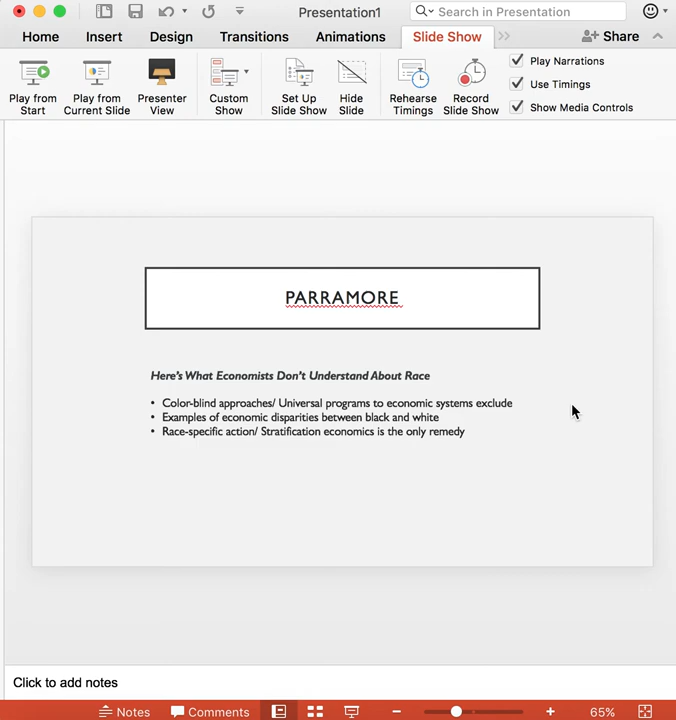 Presentation1
Search in Presentation
Home Insert Design Transitions Animations Slide Show Share
Play from Start
Play from Current Slide
Presenter View
Custom Show
Set Up Slide Show
Hide Slide
Rehearse Timings
Record Slide Show
Play Narrations
Use Timings
Show Media Controls
PARRAMORE
Here's What Economists Don't Understand About Race
• Color-blind approaches/ Universal programs to economic systems exclude
• Examples of economic disparities between black and white
• Race-specific action/ Stratification economics is the only remedy
Click to add notes
Notes Comments 65%